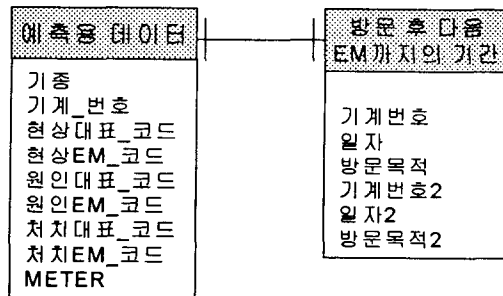 예측용 데이터
기종
기계_번호
현상대표_코드
현상EM_코드
원인대표_코드
원인EM_코드
처치대표_코드
처치EM_코드
METER
방문후 다음
EM까지의 기간
기계번호
일자
방문목적
기계번호2
일자2
방문목적2